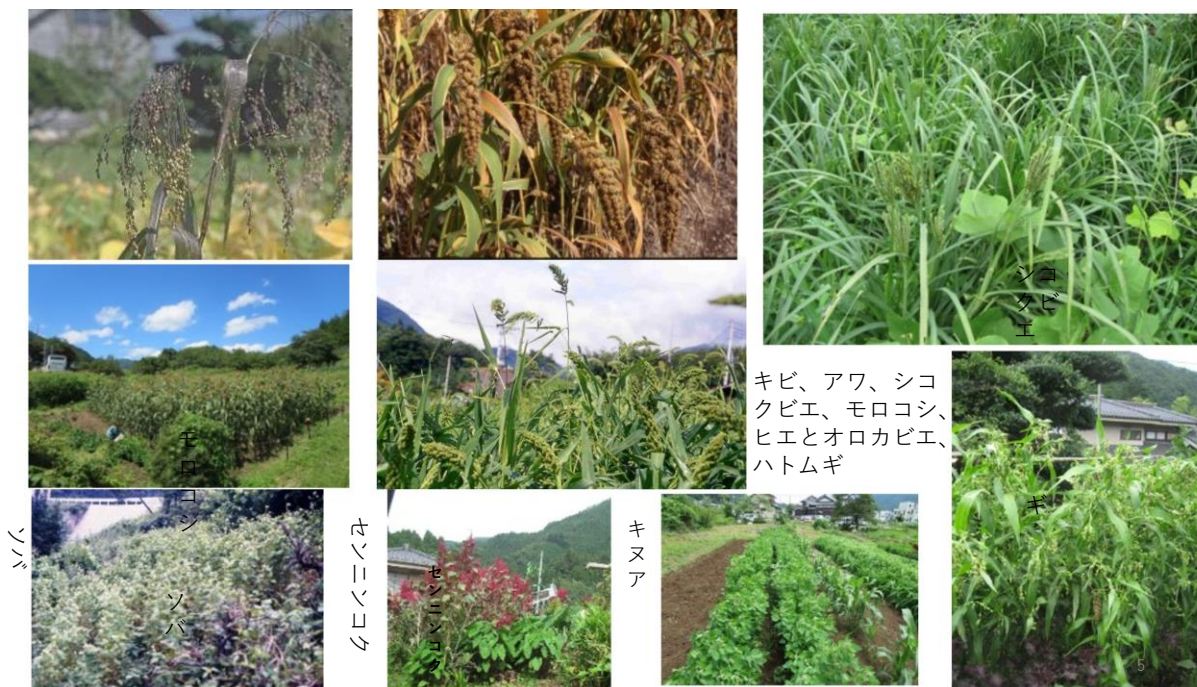 シコ
クビ
エ
キビ、アワ、シコ
クビエ、モロコシ、
ヒエとオロカビエ、
ハトムギ
モロコシ
ギ
ソバ
ソバ
センニンコク
センニンコク
キヌア
5